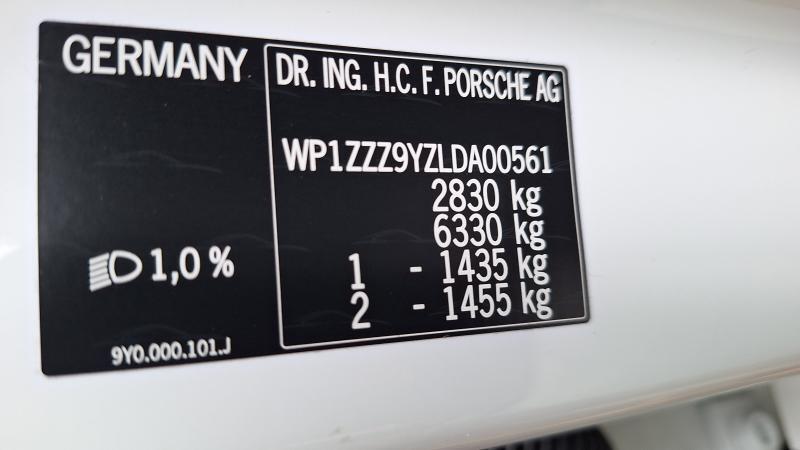 GERMANY
DR. ING. H.C. F. PORSCHE AG
WP1ZZZ9YZLDA00561
2830 kg
6330 kg
1 - 1435 kg
2 - 1455 kg
1,0 %
9Y0.000.101.J